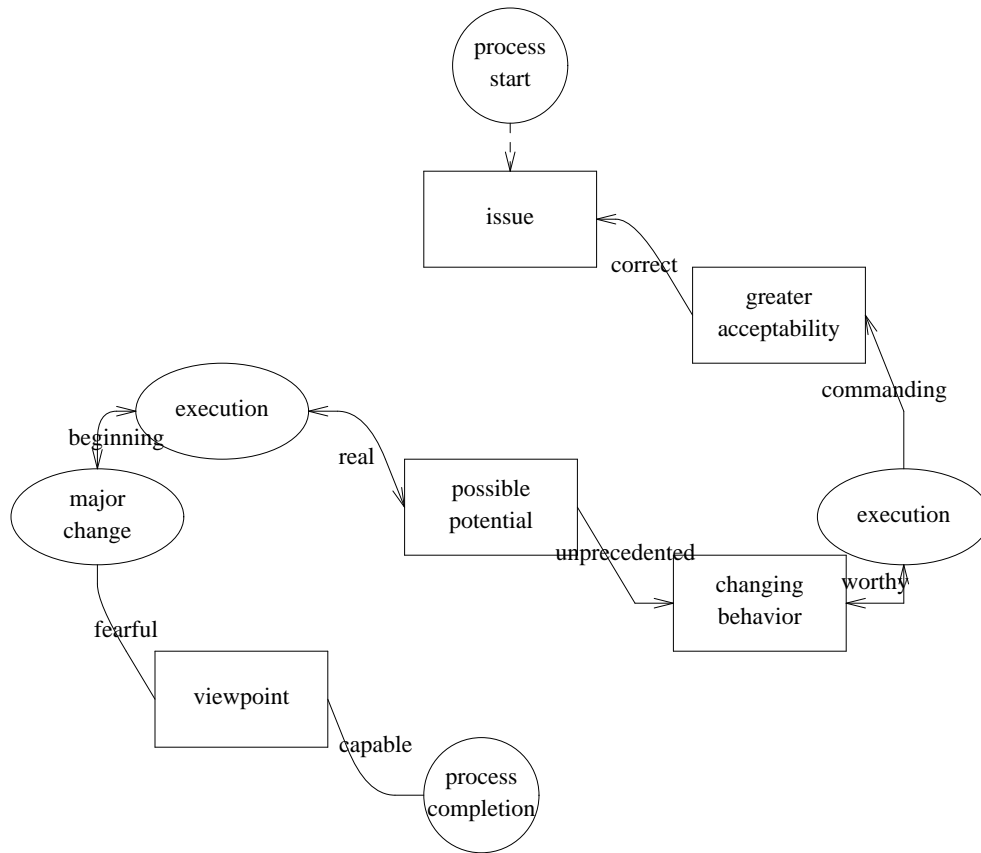 process
start
issue
correct
greater
acceptability
commanding
execution
beginning
real
major
change
possible
potential
execution
unprecedented
changing
behavior
worthy
fearful
viewpoint
capable
process
completion